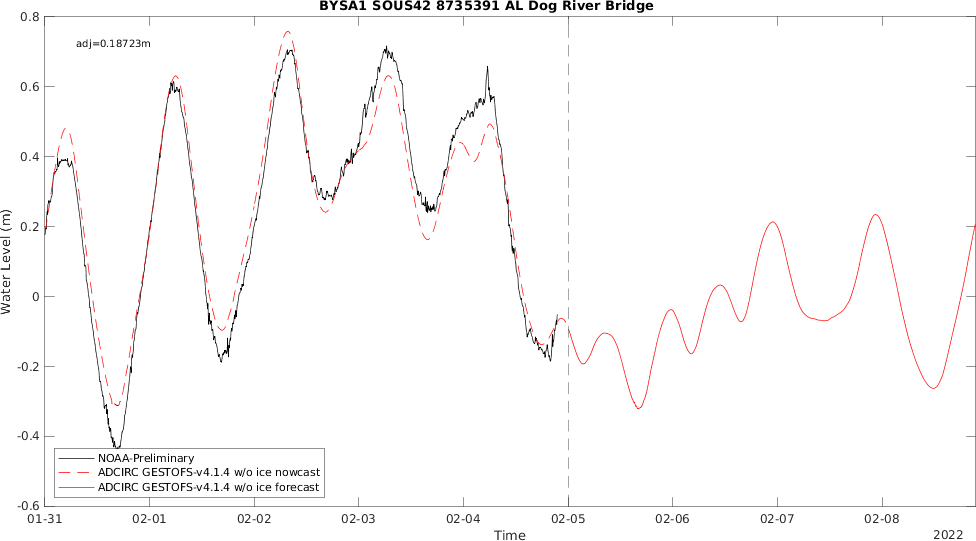 BYSA1 SOUS42 8735391 AL Dog River Bridge
adj=0.18723m
0.8
0.6
0.4
0.2
0
-0.2
-0.4
-0.6
Water Level (m)
NOAA-Preliminary
ADCIRC GESTOFS-v4.1.4 w/o ice nowcast
ADCIRC GESTOFS-v4.1.4 w/o ice forecast
01-31 02-01 02-02 02-03 02-04 02-05 02-06 02-07 02-08
Time
2022